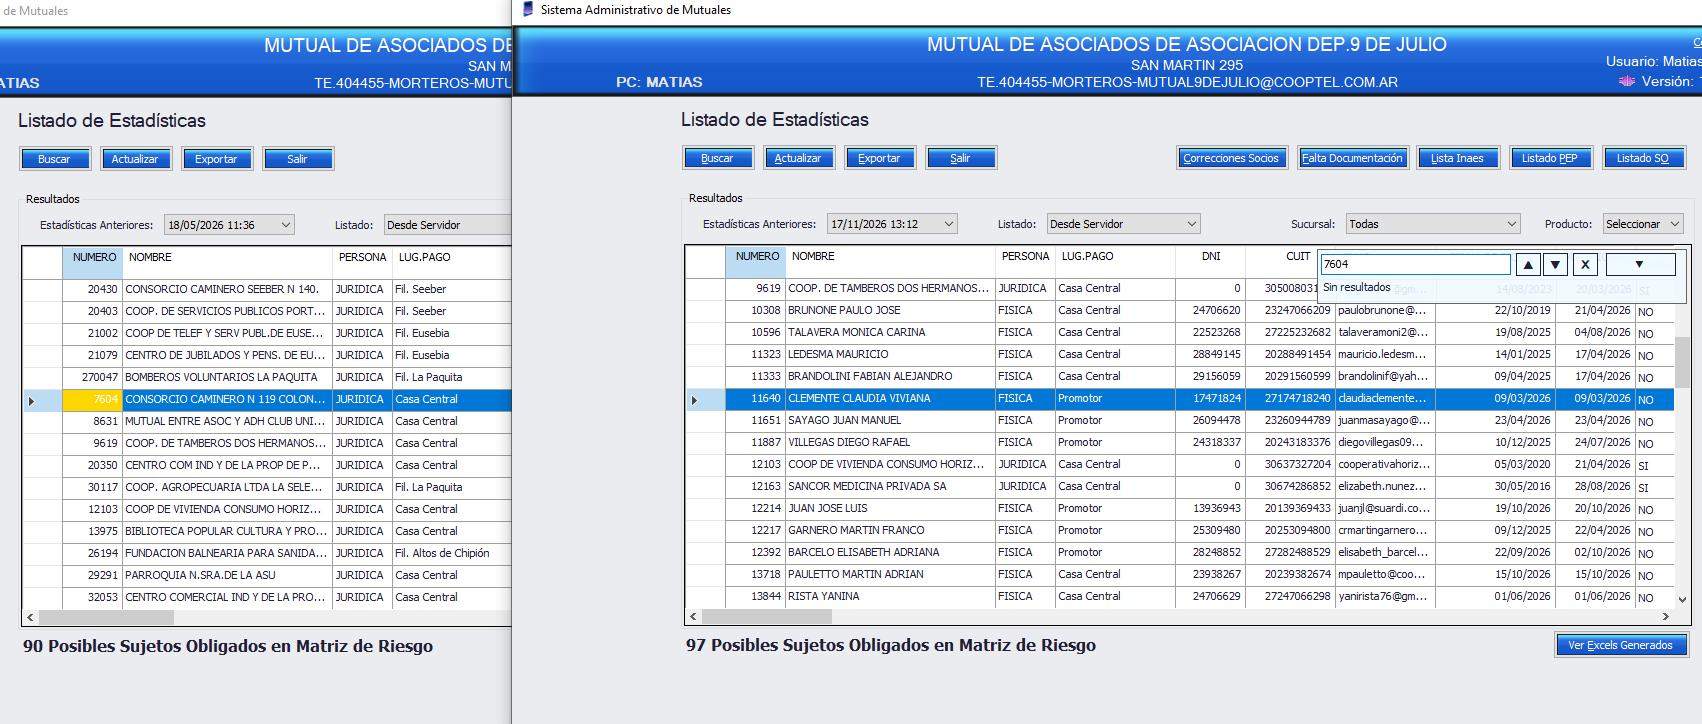 de Mutuales
MUTUAL DE ASOCIADOS DE
SAN M
ATIAS
TE.404455-MORTEROS-MUTU
Listado de Estadísticas
Buscar Actualizar Exportar Salir
Resultados
Estadísticas Anteriores: 18/05/2026 11:36 Listado: Desde Servidor
NUMERO NOMBRE PERSONA LUG.PAGO
20430 CONSORCIO CAMINERO SEEBER N 140. JURIDICA Fil. Seeber
20403 COOP. DE SERVICIOS PUBLICOS PORT... JURIDICA Fil. Seeber
21002 COOP DE TELEF Y SERV PUBL.DE EUSE... JURIDICA Fil. Eusebia
21079 CENTRO DE JUBILADOS Y PENS. DE EU... JURIDICA Fil. Eusebia
270047 BOMBEROS VOLUNTARIOS LA PAQUITA JURIDICA Fil. La Paquita
7604 CONSORCIO CAMINERO N 119 COLON... JURIDICA Casa Central
8631 MUTUAL ENTRE ASOC Y ADH CLUB UNI... JURIDICA Casa Central
9619 COOP. DE TAMBEROS DOS HERMANOS... JURIDICA Casa Central
20350 CENTRO COM IND Y DE LA PROP DE P... JURIDICA Casa Central
30117 COOP. AGROPECUARIA LTDA LA SELE... JURIDICA Fil. La Paquita
12103 COOP DE VIVIENDA CONSUMO HORIZ... JURIDICA Casa Central
13975 BIBLIOTECA POPULAR CULTURA Y PRO... JURIDICA Casa Central
26194 FUNDACION BALNEARIA PARA SANIDA... JURIDICA Fil. Altos de Chipión
29291 PARROQUIA N.SRA.DE LA ASU JURIDICA Casa Central
32053 CENTRO COMERCIAL IND Y DE LA PRO... JURIDICA Casa Central
90 Posibles Sujetos Obligados en Matriz de Riesgo
Sistema Administrativo de Mutuales
MUTUAL DE ASOCIADOS DE ASOCIACION DEP.9 DE JULIO
SAN MARTIN 295
Usuario: Matias
PC: MATIAS TE.404455-MORTEROS-MUTUAL9DEJULIO@COOPTEL.COM.AR Versión:
Listado de Estadísticas
Buscar Actualizar Exportar Salir Correcciones Socios Falta Documentación Lista Inaes Listado PEP Listado SO
Resultados
Estadísticas Anteriores: 17/11/2026 13:12 Listado: Desde Servidor Sucursal: Todas Producto: Seleccionar
NUMERO NOMBRE PERSONA LUG.PAGO DNI CUIT
7604 ▲ ▼ X ▼
Sin resultados
9619 COOP. DE TAMBEROS DOS HERMANOS... JURIDICA Casa Central 0 305008031 @gm... 14/08/2023 20/03/2026 SI
10308 BRUNONE PAULO JOSE FISICA Casa Central 24706620 23247066209 paulobrunone@... 22/10/2019 21/04/2026 NO
10596 TALAVERA MONICA CARINA FISICA Casa Central 22523268 27225232682 talaveramoni2@... 19/08/2025 04/08/2026 NO
11323 LEDESMA MAURICIO FISICA Casa Central 28849145 20288491454 mauricio.ledesm... 14/01/2025 17/04/2026 NO
11333 BRANDOLINI FABIAN ALEJANDRO FISICA Casa Central 29156059 20291560599 brandolinif@yah... 09/04/2025 17/04/2026 NO
11640 CLEMENTE CLAUDIA VIVIANA FISICA Promotor 17471824 27174718240 claudiaclemente... 09/03/2026 09/03/2026 NO
11651 SAYAGO JUAN MANUEL FISICA Promotor 26094478 23260944789 juanmasayago@... 23/04/2026 23/04/2026 NO
11887 VILLEGAS DIEGO RAFAEL FISICA Promotor 24318337 20243183376 diegovillegas09... 10/12/2025 24/07/2026 NO
12103 COOP DE VIVIENDA CONSUMO HORIZ... JURIDICA Casa Central 0 30637327204 cooperativahoriz... 05/03/2020 21/04/2026 SI
12163 SANCOR MEDICINA PRIVADA SA JURIDICA Casa Central 0 30674286852 elizabeth.nunez... 30/05/2016 28/08/2026 SI
12214 JUAN JOSE LUIS FISICA Promotor 13936943 20139369433 juanjl@suardi.co... 19/10/2026 20/10/2026 NO
12217 GARNERO MARTIN FRANCO FISICA Promotor 25309480 20253094800 crmartingarnero... 09/12/2025 22/04/2026 NO
12392 BARCELO ELISABETH ADRIANA FISICA Promotor 28248852 27282488529 elisabeth_barcel... 22/09/2026 02/10/2026 NO
13718 PAULETTO MARTIN ADRIAN FISICA Casa Central 23938267 20239382674 mpauletto@coo... 15/10/2026 15/10/2026 NO
13844 RISTA YANINA FISICA Casa Central 24706629 27247066298 yanirista76@gm... 01/06/2026 01/06/2026 NO
97 Posibles Sujetos Obligados en Matriz de Riesgo Ver Excels Generados